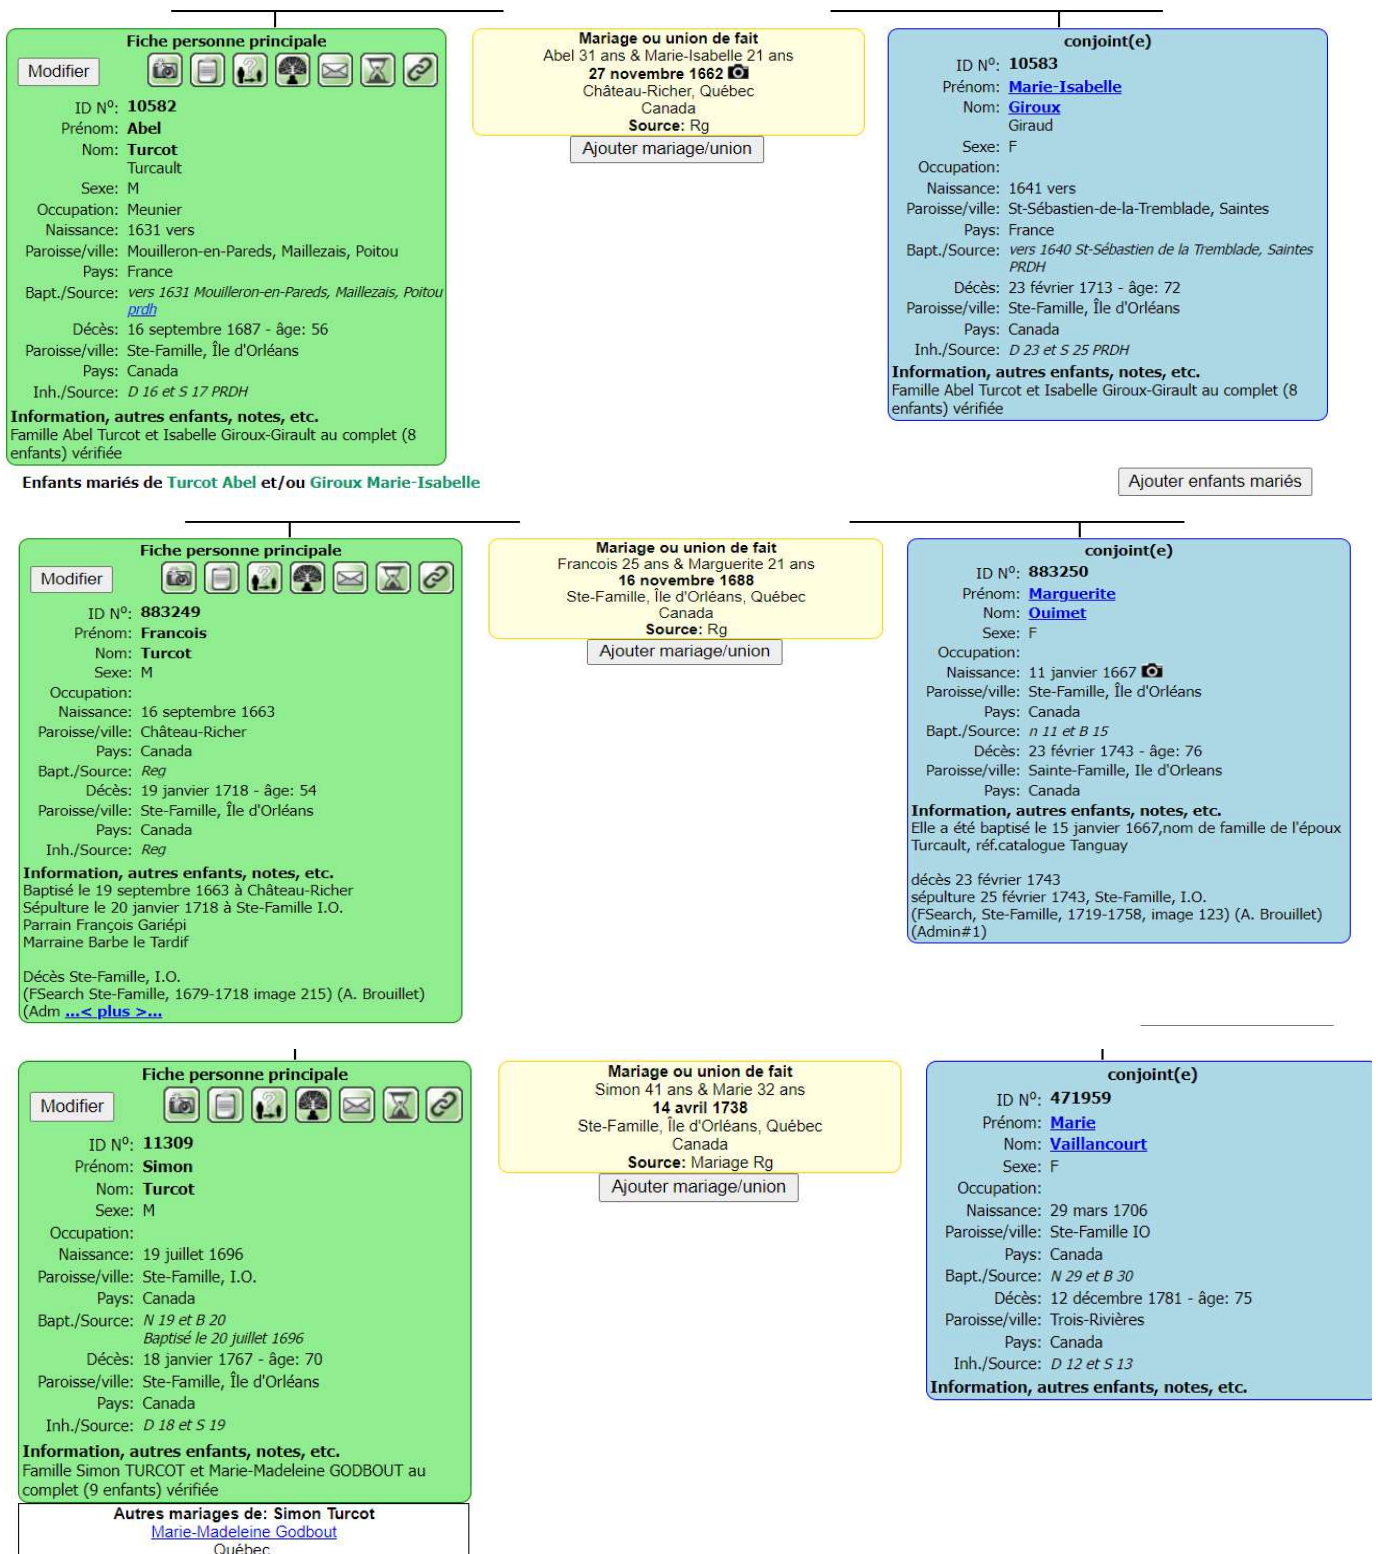 Fiche personne principale
Modifier
ID Nº: 10582
Prénom: Abel
Nom: Turcot
Turcault
Sexe: M
Occupation: Meunier
Naissance: 1631 vers
Paroisse/ville: Mouilleron-en-Pareds, Maillezais, Poitou
Pays: France
Bapt./Source: vers 1631 Mouilleron-en-Pareds, Maillezais, Poitou
prdh
Décès: 16 septembre 1687 - âge: 56
Paroisse/ville: Ste-Famille, Île d'Orléans
Pays: Canada
Inh./Source: D 16 et S 17 PRDH
Information, autres enfants, notes, etc.
Famille Abel Turcot et Isabelle Giroux-Girault au complet (8
enfants) vérifiée
Mariage ou union de fait
Abel 31 ans & Marie-Isabelle 21 ans
27 novembre 1662
Château-Richer, Québec
Canada
Source: Rg
Ajouter mariage/union
conjoint(e)
ID Nº: 10583
Prénom: Marie-Isabelle
Nom: Giroux
Giraud
Sexe: F
Occupation:
Naissance: 1641 vers
Paroisse/ville: St-Sébastien-de-la-Tremblade, Saintes
Pays: France
Bapt./Source: vers 1640 St-Sébastien de la Tremblade, Saintes
PRDH
Décès: 23 février 1713 - âge: 72
Paroisse/ville: Ste-Famille, Île d'Orléans
Pays: Canada
Inh./Source: D 23 et S 25 PRDH
Information, autres enfants, notes, etc.
Famille Abel Turcot et Isabelle Giroux-Girault au complet (8
enfants) vérifiée
Enfants mariés de Turcot Abel et/ou Giroux Marie-Isabelle
Ajouter enfants mariés
Fiche personne principale
Modifier
ID Nº: 883249
Prénom: Francois
Nom: Turcot
Sexe: M
Occupation:
Naissance: 16 septembre 1663
Paroisse/ville: Château-Richer
Pays: Canada
Bapt./Source: Reg
Décès: 19 janvier 1718 - âge: 54
Paroisse/ville: Ste-Famille, Île d'Orléans
Pays: Canada
Inh./Source: Reg
Information, autres enfants, notes, etc.
Baptisé le 19 septembre 1663 à Château-Richer
Sépulture le 20 janvier 1718 à Ste-Famille I.O.
Parrain François Gariépi
Marraine Barbe le Tardif
Décès Ste-Famille, I.O.
(FSearch Ste-Famille, 1679-1718 image 215) (A. Brouillet)
(Adm ...< plus >...
Mariage ou union de fait
Francois 25 ans & Marguerite 21 ans
16 novembre 1688
Ste-Famille, Île d'Orléans, Québec
Canada
Source: Rg
Ajouter mariage/union
conjoint(e)
ID Nº: 883250
Prénom: Marguerite
Nom: Ouimet
Sexe: F
Occupation:
Naissance: 11 janvier 1667
Paroisse/ville: Ste-Famille, Île d'Orléans
Pays: Canada
Bapt./Source: n 11 et B 15
Décès: 23 février 1743 - âge: 76
Paroisse/ville: Sainte-Famille, Ile d'Orleans
Pays: Canada
Information, autres enfants, notes, etc.
Elle a été baptisé le 15 janvier 1667,nom de famille de l'époux
Turcault, réf.catalogue Tanguay
décès 23 février 1743
sépulture 25 février 1743, Ste-Famille, I.O.
(FSearch, Ste-Famille, 1719-1758, image 123) (A. Brouillet)
(Admin#1)
Fiche personne principale
Modifier
ID Nº: 11309
Prénom: Simon
Nom: Turcot
Sexe: M
Occupation:
Naissance: 19 juillet 1696
Paroisse/ville: Ste-Famille, I.O.
Pays: Canada
Bapt./Source: N 19 et B 20
Baptisé le 20 juillet 1696
Décès: 18 janvier 1767 - âge: 70
Paroisse/ville: Ste-Famille, Île d'Orléans
Pays: Canada
Inh./Source: D 18 et S 19
Information, autres enfants, notes, etc.
Famille Simon TURCOT et Marie-Madeleine GODBOUT au
complet (9 enfants) vérifiée
Autres mariages de: Simon Turcot
Marie-Madeleine Godbout
Québec
Mariage ou union de fait
Simon 41 ans & Marie 32 ans
14 avril 1738
Ste-Famille, Île d'Orléans, Québec
Canada
Source: Mariage Rg
Ajouter mariage/union
conjoint(e)
ID Nº: 471959
Prénom: Marie
Nom: Vaillancourt
Sexe: F
Occupation:
Naissance: 29 mars 1706
Paroisse/ville: Ste-Famille IO
Pays: Canada
Bapt./Source: N 29 et B 30
Décès: 12 décembre 1781 - âge: 75
Paroisse/ville: Trois-Rivières
Pays: Canada
Inh./Source: D 12 et S 13
Information, autres enfants, notes, etc.